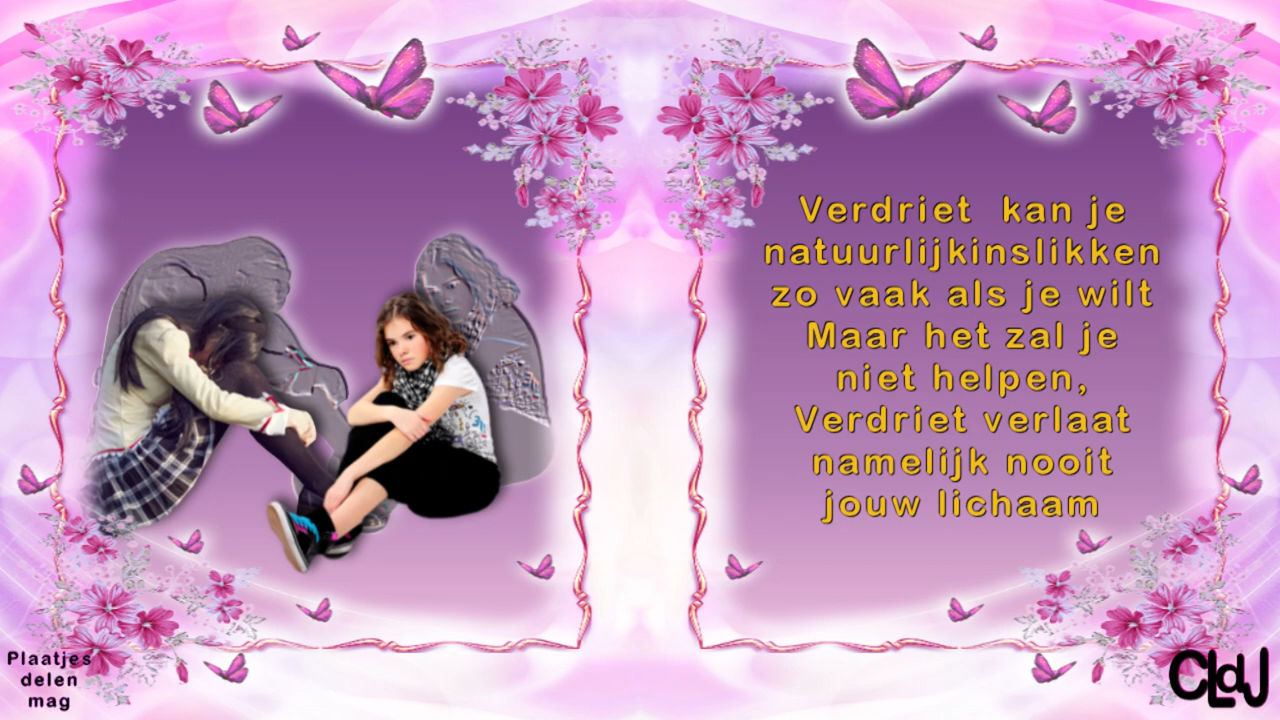 Verdriet kan je
natuurlijkinslikken
zo vaak als je wilt
Maar het zal je
niet helpen,
Verdriet verlaat
namelijk nooit
jouw lichaam
Plaatjes
delen
mag
CLdJ